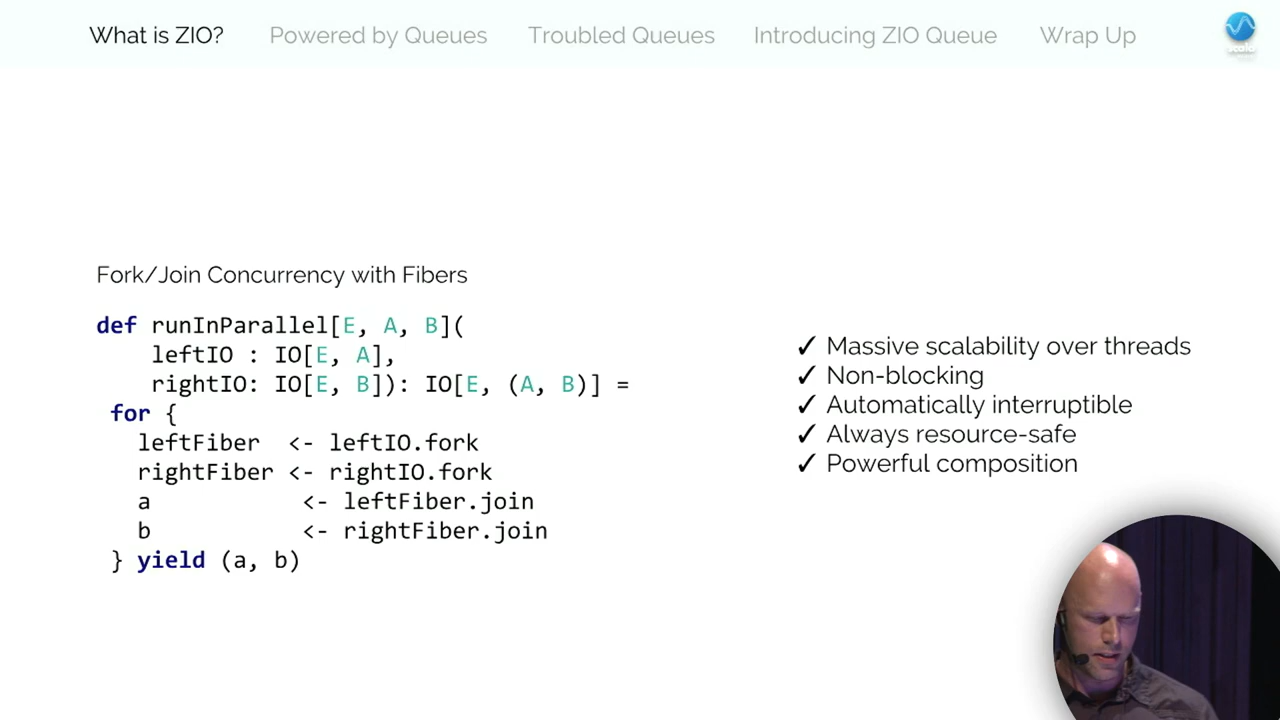 What is ZIO? Powered by Queues Troubled Queues Introducing ZIO Queue Wrap Up
scala
Fork/Join Concurrency with Fibers
def runInParallel[E, A, B](
leftIO : IO[E, A],
rightIO: IO[E, B]): IO[E, (A, B)] =
for {
leftFiber <- leftIO.fork
rightFiber <- rightIO.fork
a <- leftFiber.join
b <- rightFiber.join
} yield (a, b)
✓ Massive scalability over threads
✓ Non-blocking
✓ Automatically interruptible
✓ Always resource-safe
✓ Powerful composition